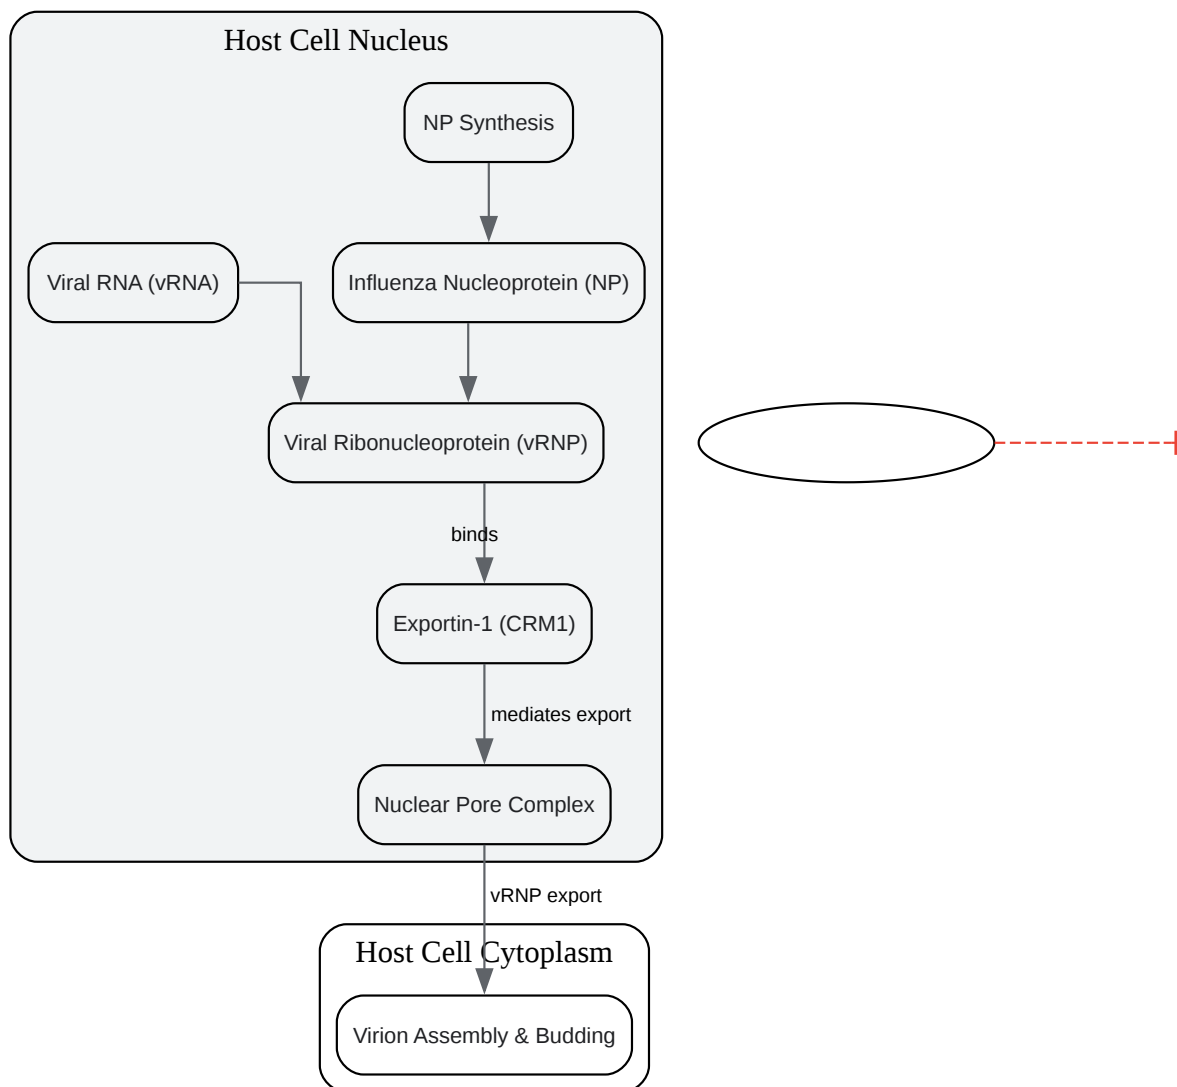 Host Cell Nucleus
NP Synthesis
Viral RNA (vRNA)
Influenza Nucleoprotein (NP)
Viral Ribonucleoprotein (vRNP)
binds
Exportin-1 (CRM1)
mediates export
Nuclear Pore Complex
vRNP export
Host Cell Cytoplasm
Virion Assembly & Budding